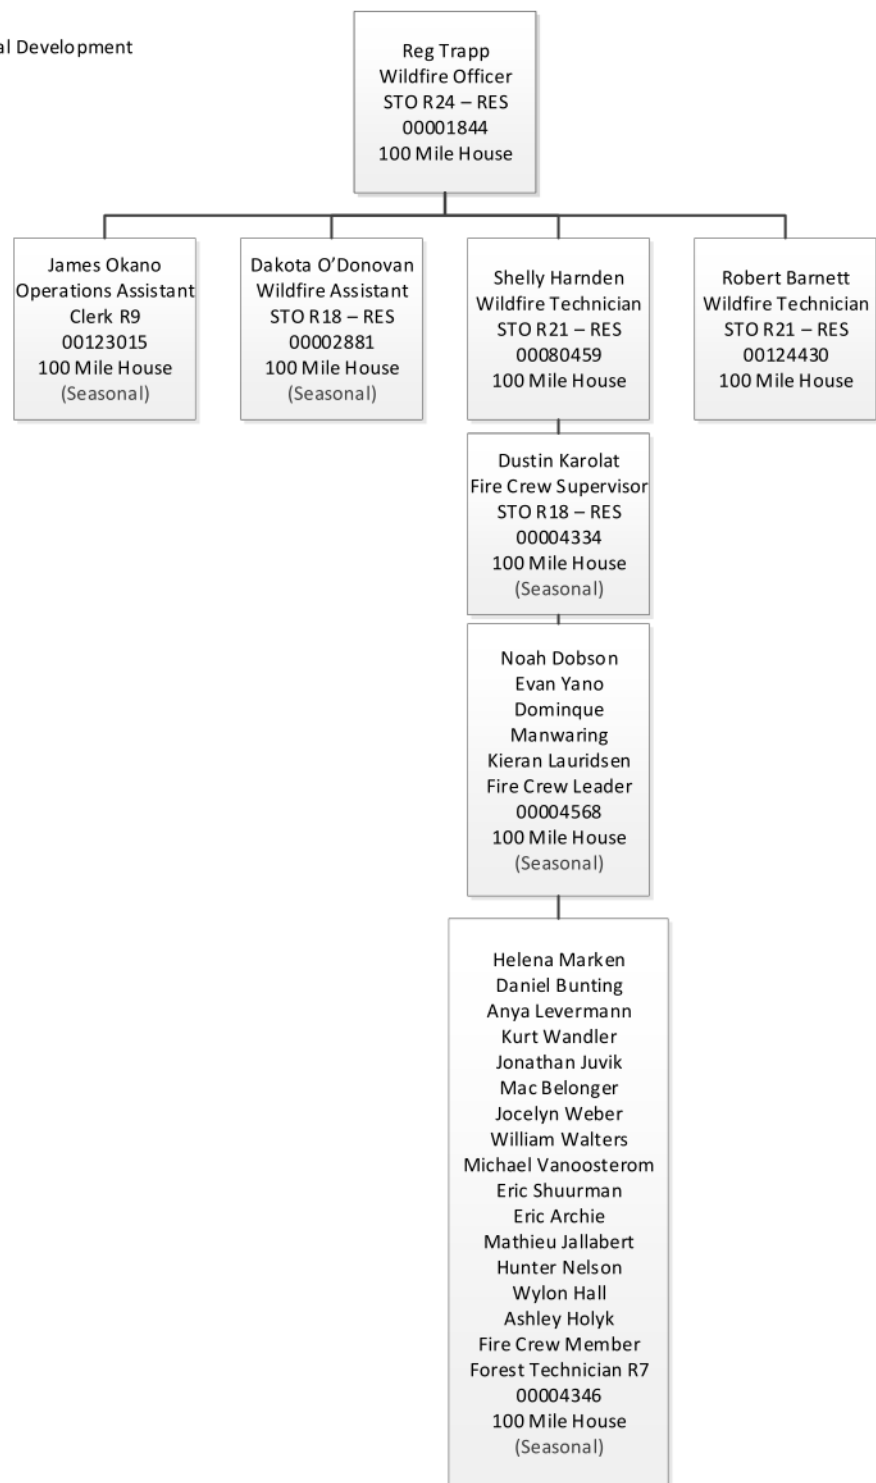 al Development
Reg Trapp
Wildfire Officer
STO R24 – RES
00001844
100 Mile House
James Okano
Operations Assistant
Clerk R9
00123015
100 Mile House
(Seasonal)
Dakota O’Donovan
Wildfire Assistant
STO R18 – RES
00002881
100 Mile House
(Seasonal)
Shelly Harnden
Wildfire Technician
STO R21 – RES
00080459
100 Mile House
Robert Barnett
Wildfire Technician
STO R21 – RES
00124430
100 Mile House
Dustin Karolat
Fire Crew Supervisor
STO R18 – RES
00004334
100 Mile House
(Seasonal)
Noah Dobson
Evan Yano
Dominque
Manwaring
Kieran Lauridsen
Fire Crew Leader
00004568
100 Mile House
(Seasonal)
Helena Marken
Daniel Bunting
Anya Levermann
Kurt Wandler
Jonathan Juvik
Mac Belonger
Jocelyn Weber
William Walters
Michael Vanoosterom
Eric Shuurman
Eric Archie
Mathieu Jallabert
Hunter Nelson
Wylon Hall
Ashley Holyk
Fire Crew Member
Forest Technician R7
00004346
100 Mile House
(Seasonal)